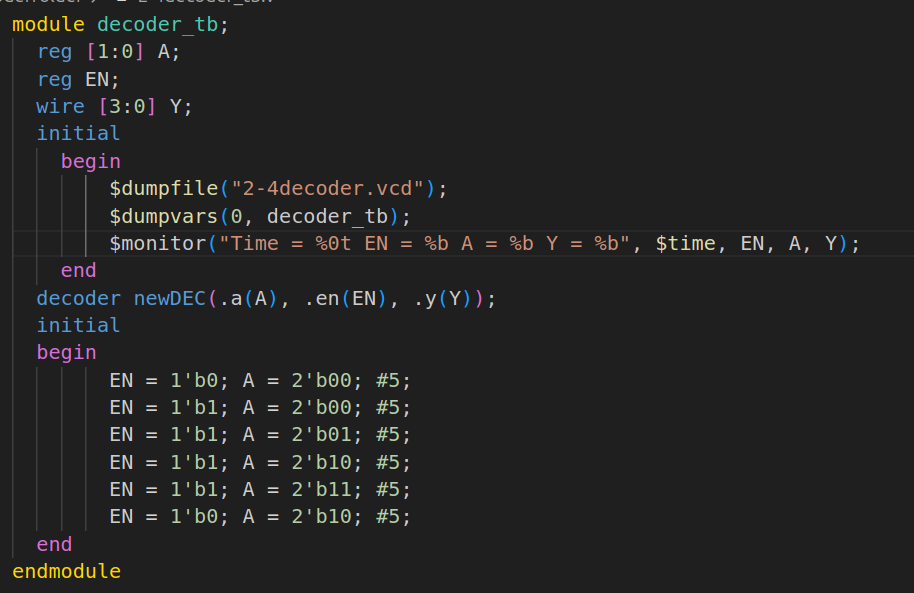 module decoder_tb;
reg [1:0] A;
reg EN;
wire [3:0] Y;
initial
begin
$dumpfile("2-4decoder.vcd");
$dumpvars(0, decoder_tb);
$monitor("Time = %0t EN = %b A = %b Y = %b", $time, EN, A, Y);
end
decoder newDEC(.a(A), .en(EN), .y(Y));
initial
begin
EN = 1'b0; A = 2'b00; #5;
EN = 1'b1; A = 2'b00; #5;
EN = 1'b1; A = 2'b01; #5;
EN = 1'b1; A = 2'b10; #5;
EN = 1'b1; A = 2'b11; #5;
EN = 1'b0; A = 2'b10; #5;
end
endmodule